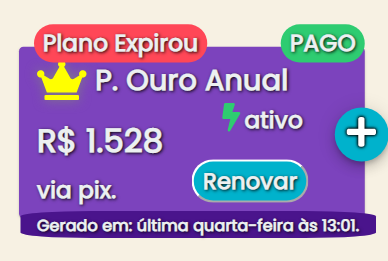 Plano Expirou
PAGO
P. Ouro Anual
ativo
R$ 1.528
via pix.
Renovar
Gerado em: última quarta-feira às 13:01.